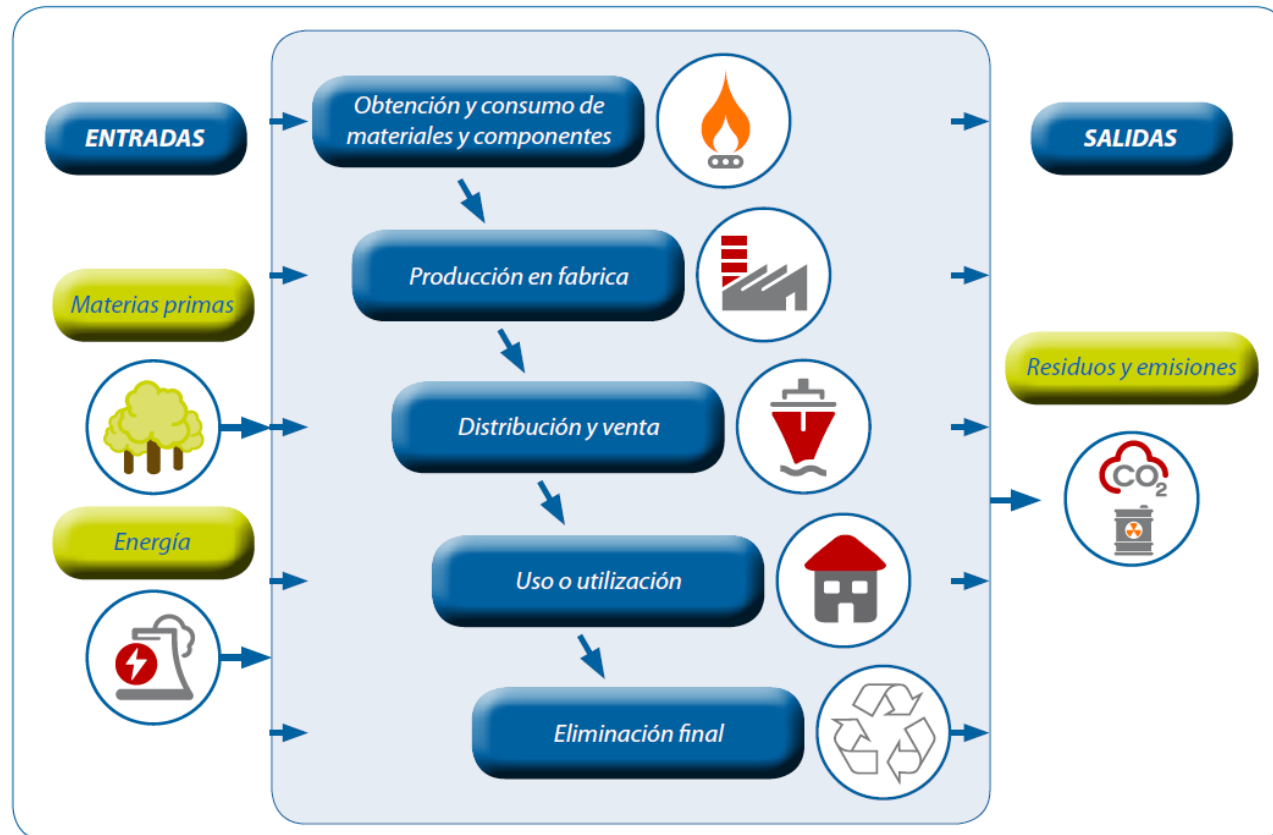 ENTRADAS
Obtención y consumo de
materiales y componentes
SALIDAS
Materias primas
Producción en fabrica
Residuos y emisiones
Distribución y venta
CO2
Energía
Uso o utilización
Eliminación final